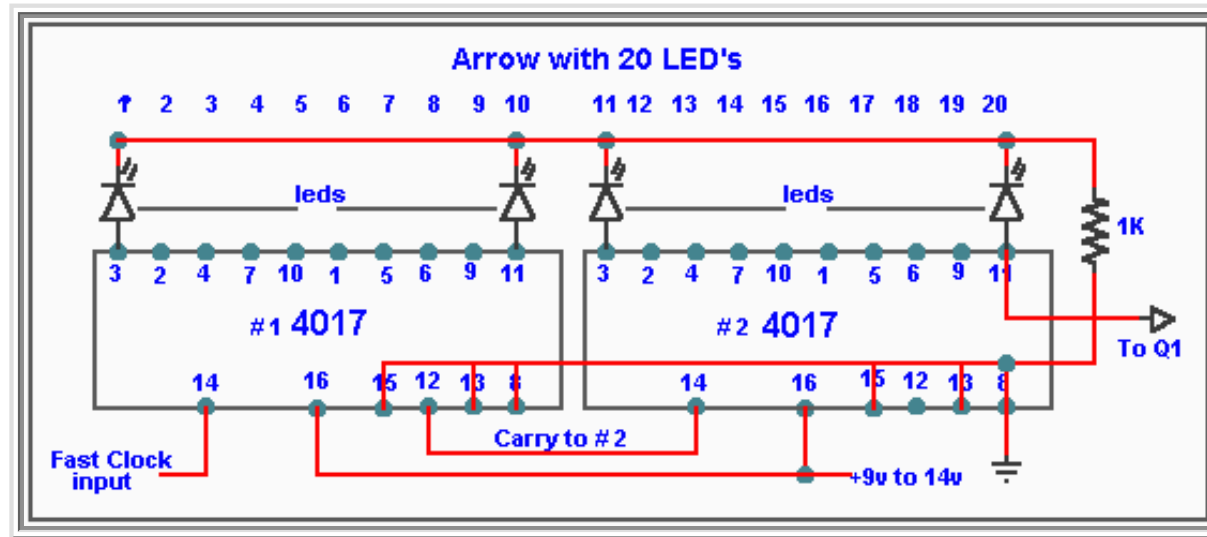 Arrow with 20 LED's
1 2 3 4 5 6 7 8 9 10 11 12 13 14 15 16 17 18 19 20
leds leds
1K
3 2 4 7 10 1 5 6 9 11 3 2 4 7 10 1 5 6 9 11
#1 4017 #2 4017
To Q1
14 16 15 12 13 8 14 16 15 12 13 8
Carry to #2
Fast Clock
input
+9v to 14v